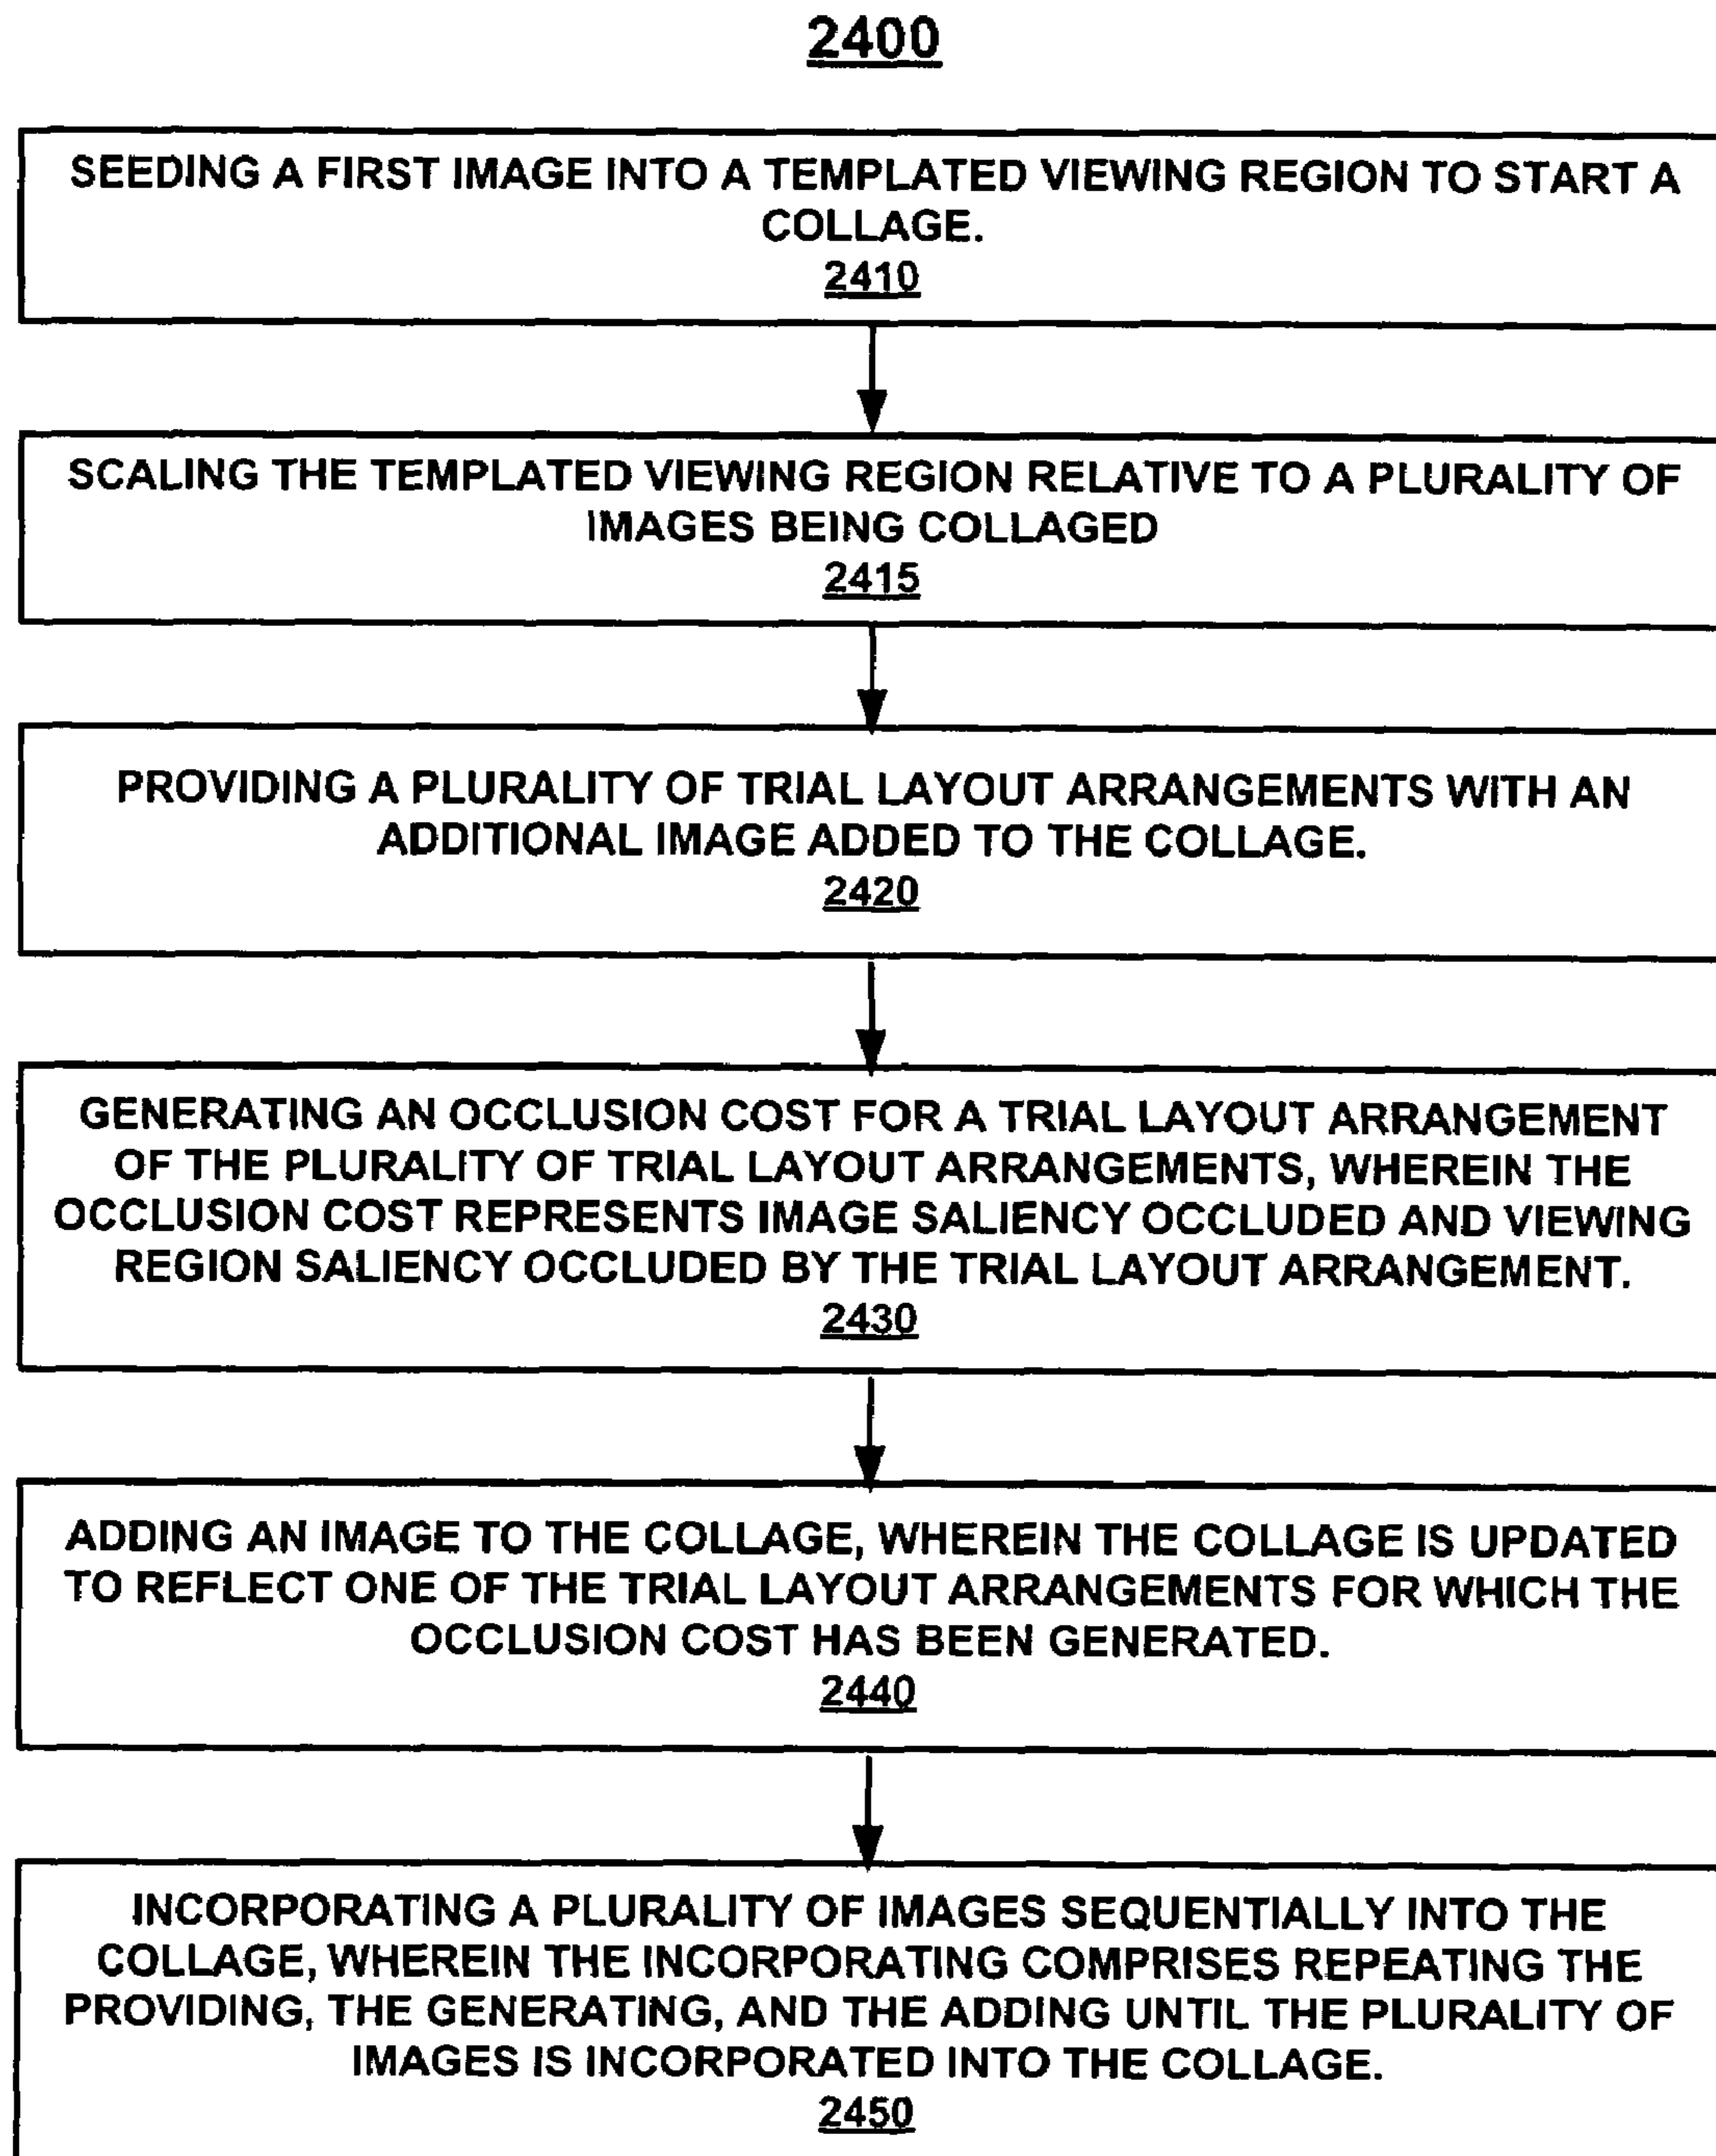 2400
SEEDING A FIRST IMAGE INTO A TEMPLATED VIEWING REGION TO START A
COLLAGE.
2410
SCALING THE TEMPLATED VIEWING REGION RELATIVE TO A PLURALITY OF
IMAGES BEING COLLAGED
2415
PROVIDING A PLURALITY OF TRIAL LAYOUT ARRANGEMENTS WITH AN
ADDITIONAL IMAGE ADDED TO THE COLLAGE.
2420
GENERATING AN OCCLUSION COST FOR A TRIAL LAYOUT ARRANGEMENT
OF THE PLURALITY OF TRIAL LAYOUT ARRANGEMENTS, WHEREIN THE
OCCLUSION COST REPRESENTS IMAGE SALIENCY OCCLUDED AND VIEWING
REGION SALIENCY OCCLUDED BY THE TRIAL LAYOUT ARRANGEMENT.
2430
ADDING AN IMAGE TO THE COLLAGE, WHEREIN THE COLLAGE IS UPDATED
TO REFLECT ONE OF THE TRIAL LAYOUT ARRANGEMENTS FOR WHICH THE
OCCLUSION COST HAS BEEN GENERATED.
2440
INCORPORATING A PLURALITY OF IMAGES SEQUENTIALLY INTO THE
COLLAGE, WHEREIN THE INCORPORATING COMPRISES REPEATING THE
PROVIDING, THE GENERATING, AND THE ADDING UNTIL THE PLURALITY OF
IMAGES IS INCORPORATED INTO THE COLLAGE.
2450